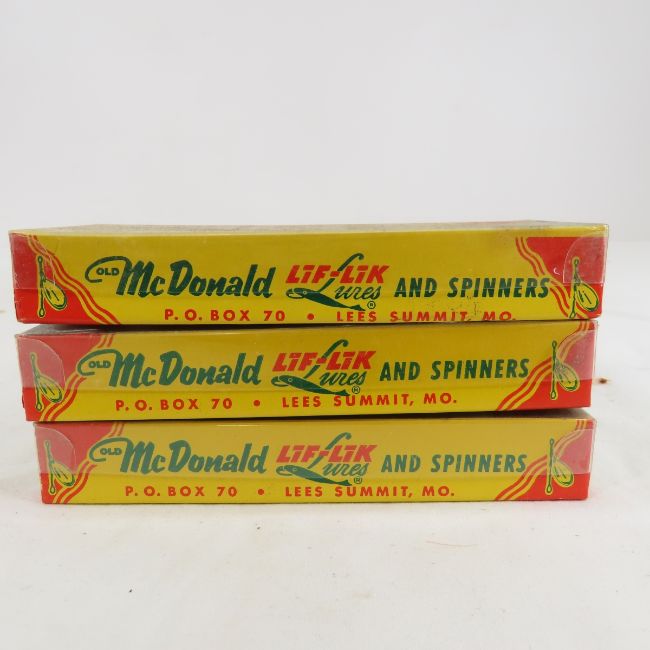 OLD McDonald LIF-LIK Lures® AND SPINNERS
P.O. BOX 70 • LEES SUMMIT, MO.
OLD McDonald LIF-LIK Lures® AND SPINNERS
P.O. BOX 70 • LEES SUMMIT, MO.
OLD McDonald LIF-LIK Lures® AND SPINNERS
P.O. BOX 70 • LEES SUMMIT, MO.